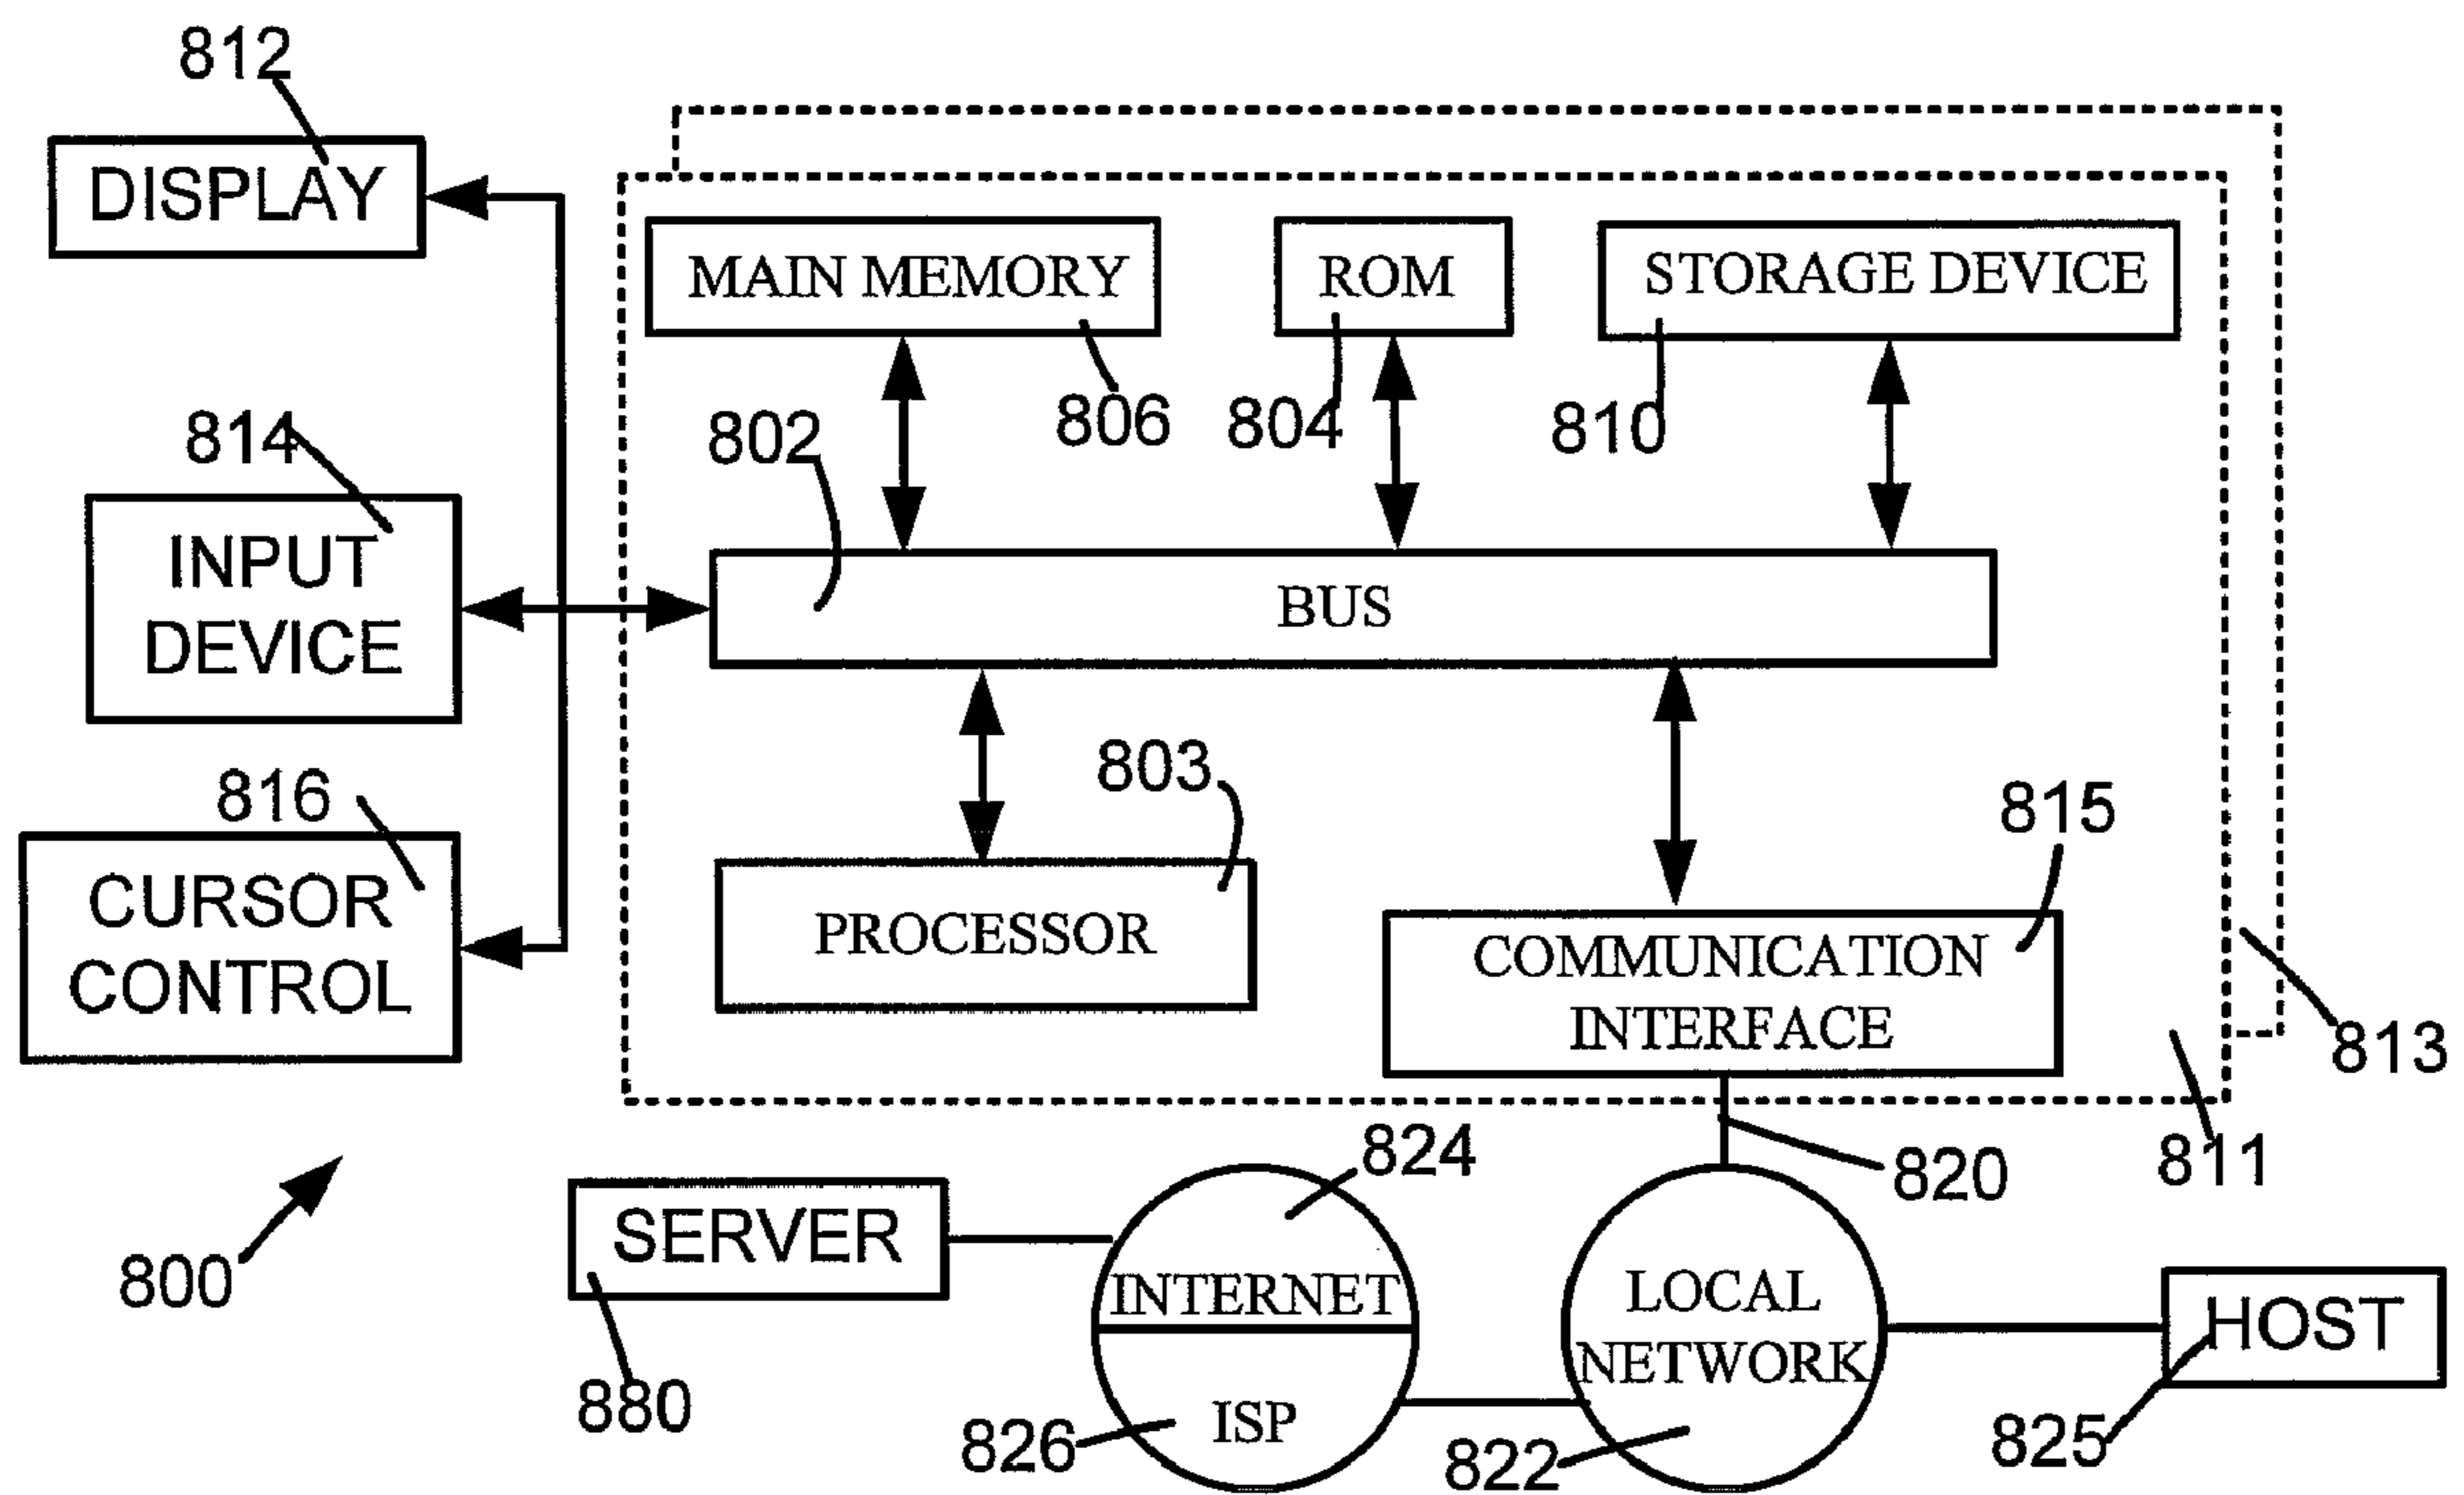 812
DISPLAY
MAIN MEMORY
ROM
STORAGE DEVICE
814
802
806
804
810
INPUT
DEVICE
BUS
816
803
815
CURSOR
CONTROL
PROCESSOR
COMMUNICATION
INTERFACE
813
824
820
811
800
SERVER
INTERNET
LOCAL
NETWORK
HOST
880
826
ISP
822
825